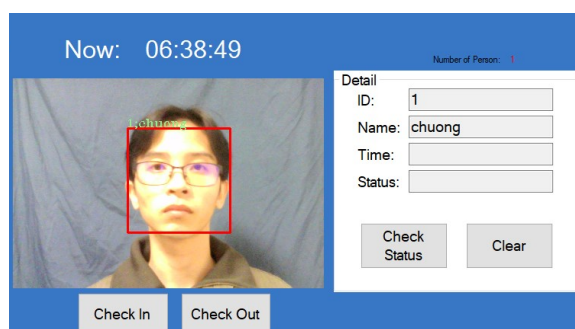 Now: 06:38:49
Number of Person: 1
1;chuong
Detail
ID: 1
Name: chuong
Time:
Status:
Check Status
Clear
Check In
Check Out